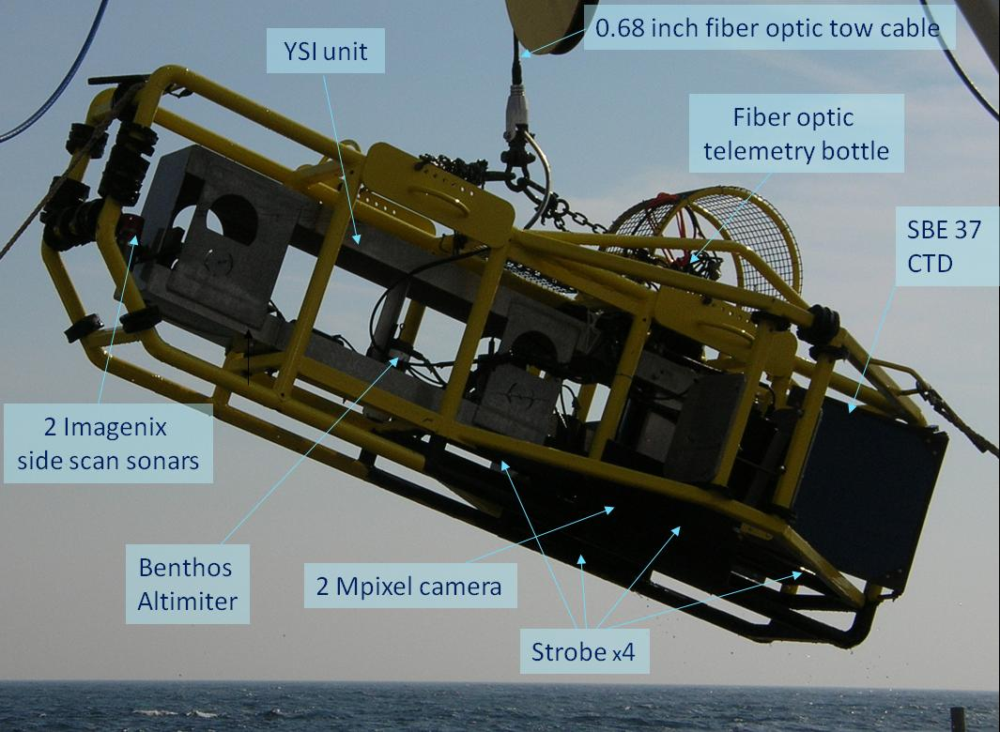 0.68 inch fiber optic tow cable
YSI unit
Fiber optic
telemetry bottle
SBE 37
CTD
2 Imagenix
side scan sonars
Benthos
Altimiter
2 Mpixel camera
Strobe x4